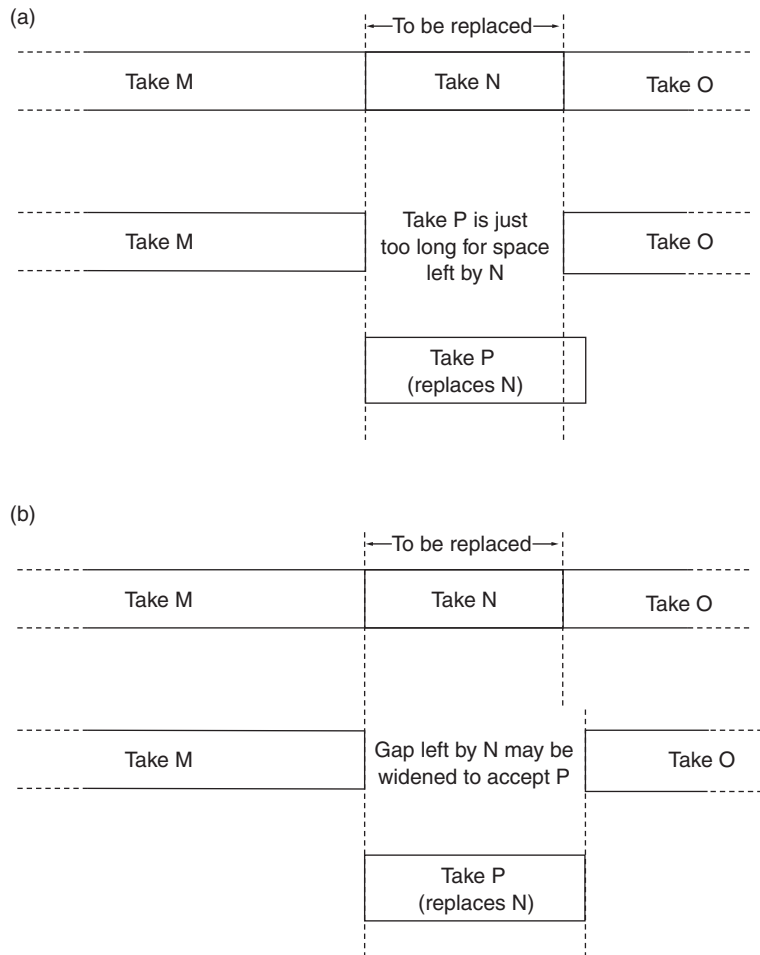 (a)
To be replaced
Take M
Take N
Take O
Take M
Take P is just
too long for space
left by N
Take O
Take P
(replaces N)
(b)
To be replaced
Take M
Take N
Take O
Take M
Gap left by N may be
widened to accept P
Take O
Take P
(replaces N)